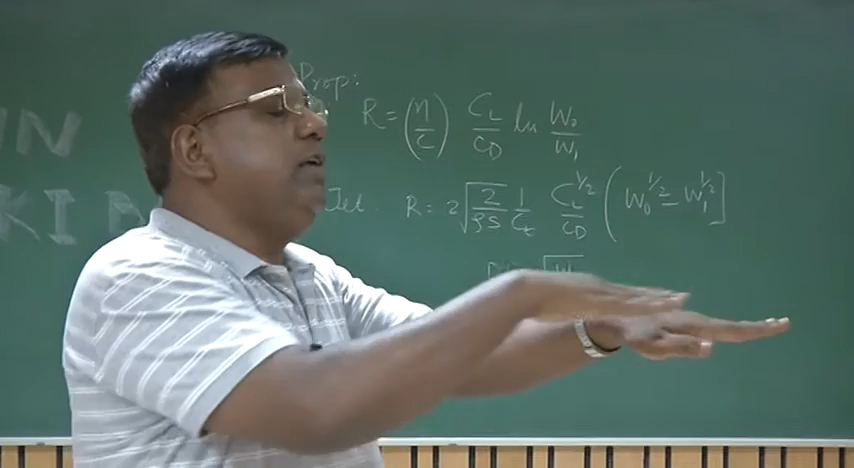 Prop:
R = (η/C) C_L/C_D ln W_0/W_1
Jet. R = 2 √(2/ρS) 1/C_t C_L^{1/2}/C_D (W_0^{1/2} – W_1^{1/2}]